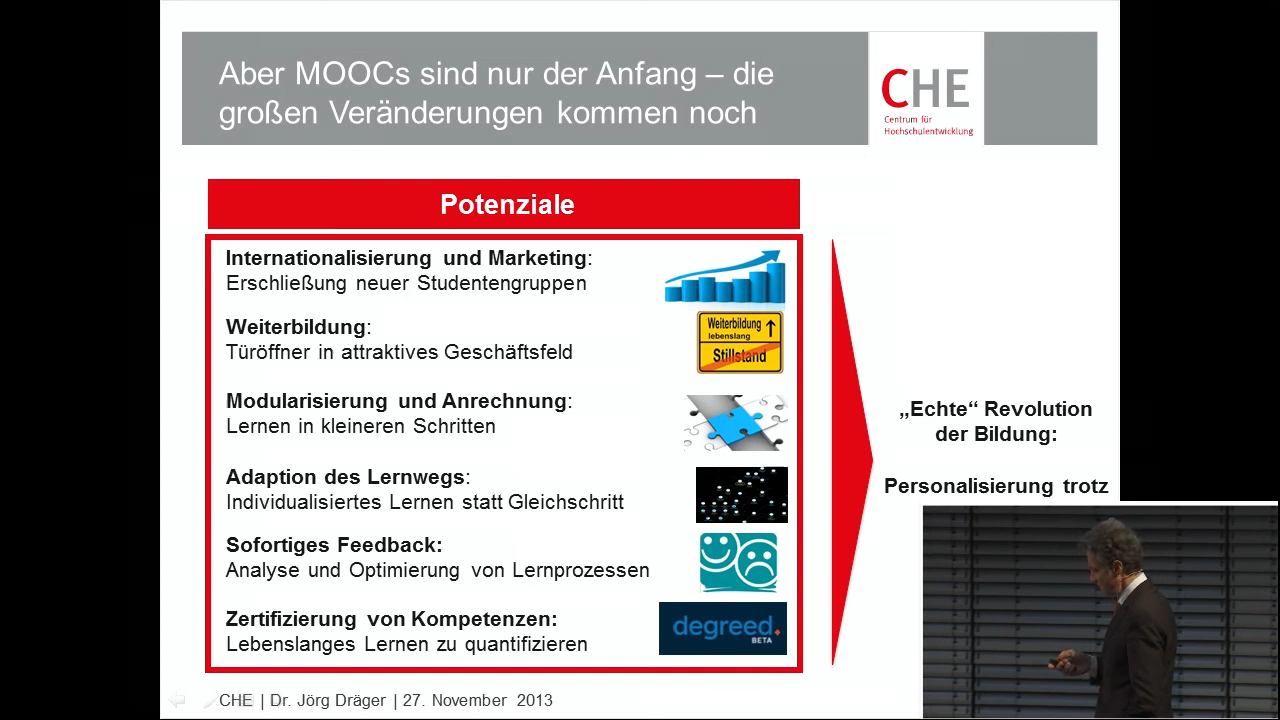 Aber MOOCs sind nur der Anfang – die
großen Veränderungen kommen noch
CHE
Centrum für
Hochschulentwicklung
Potenziale
Internationalisierung und Marketing:
Erschließung neuer Studentengruppen
Weiterbildung:
Türöffner in attraktives Geschäftsfeld
Weiterbildung
lebenslang
Stillstand
Modularisierung und Anrechnung:
Lernen in kleineren Schritten
Adaption des Lernwegs:
Individualisiertes Lernen statt Gleichschritt
Sofortiges Feedback:
Analyse und Optimierung von Lernprozessen
Zertifizierung von Kompetenzen:
Lebenslanges Lernen zu quantifizieren
degreed.
BETA
„Echte“ Revolution
der Bildung:
Personalisierung trotz
CHE | Dr. Jörg Dräger | 27. November 2013